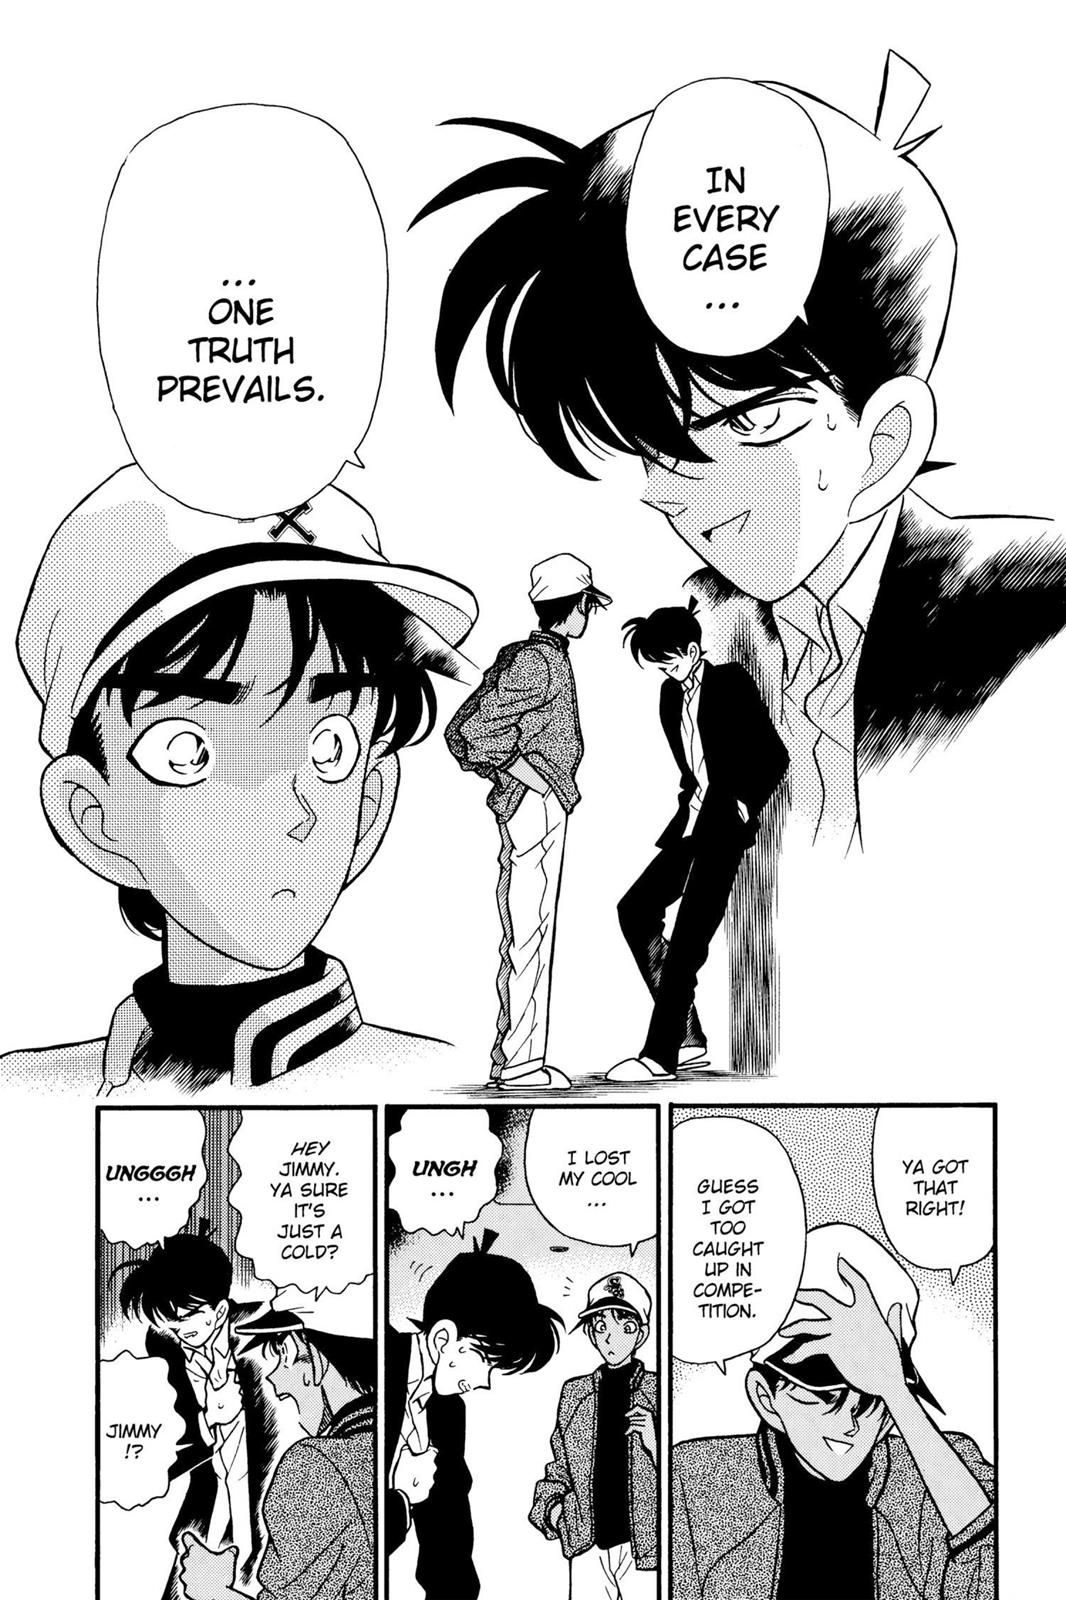 IN
EVERY
CASE
...
...
ONE
TRUTH
PREVAILS.
YA GOT
THAT
RIGHT!
GUESS
I GOT
TOO
CAUGHT
UP IN
COMPE-
TITION.
I LOST
MY COOL
...
UNGH
...
HEY
JIMMY.
YA SURE
IT'S
JUST A
COLD?
UNGGGH
...
JIMMY
!?